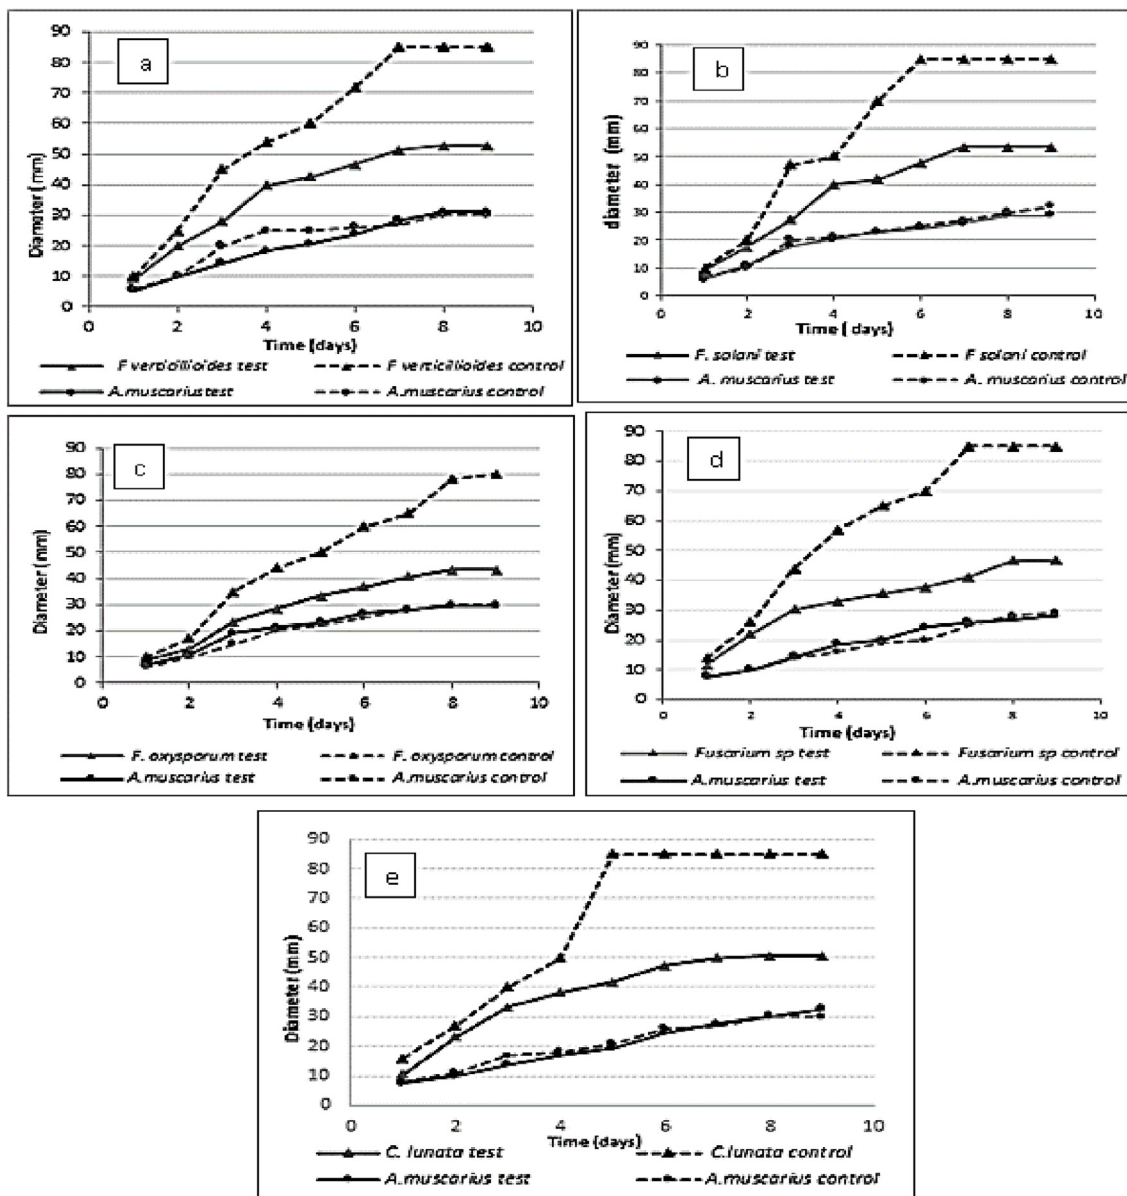 a
90
80
70
60
50
40
30
20
10
0
Diameter (mm)
0 2 4 6 8 10
Time (days)
F verticillioides test F verticillioides control
A.muscarius test A.muscarius control
b
90
80
70
60
50
40
30
20
10
0
diameter (mm)
0 2 4 6 8 10
Time ( days)
F. solani test F solani control
A. muscarius test A. muscarius control
c
90
80
70
60
50
40
30
20
10
0
Diameter (mm)
0 2 4 6 8 10
Time (days)
F. oxysporum test F. oxysporum control
A.muscarius test A.muscarius control
d
90
80
70
60
50
40
30
20
10
0
Diameter (mm)
0 2 4 6 8 10
Time (days)
Fusarium sp test Fusarium sp control
A.muscarius test A.muscarius control
e
90
80
70
60
50
40
30
20
10
0
Diameter (mm)
0 2 4 6 8 10
Time (days)
C. lunata test C.lunata control
A.muscarius test A.muscarius control